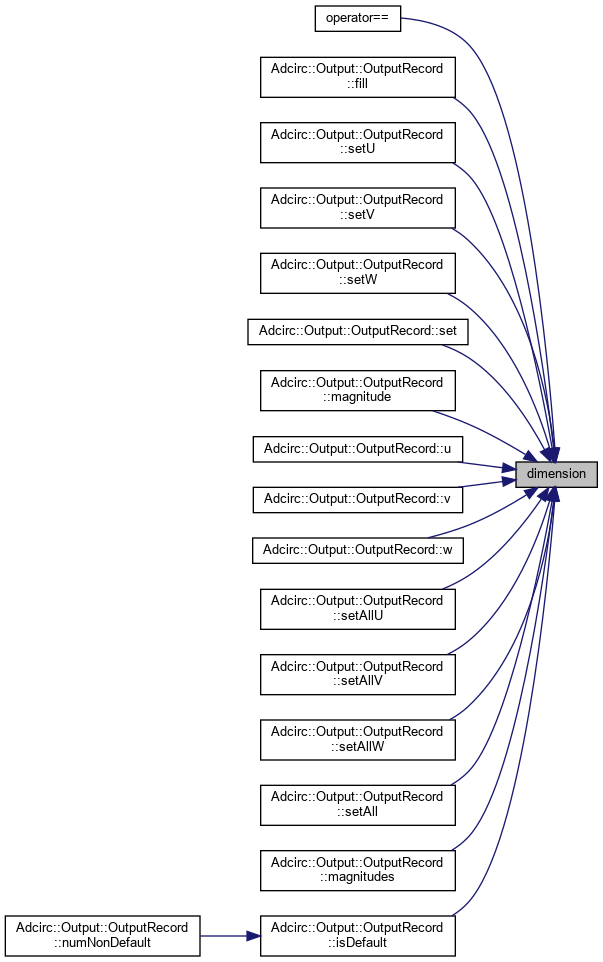 operator==
Adcirc::Output::OutputRecord
::fill
Adcirc::Output::OutputRecord
::setU
Adcirc::Output::OutputRecord
::setV
Adcirc::Output::OutputRecord
::setW
Adcirc::Output::OutputRecord::set
Adcirc::Output::OutputRecord
::magnitude
Adcirc::Output::OutputRecord::u
dimension
Adcirc::Output::OutputRecord::v
Adcirc::Output::OutputRecord::w
Adcirc::Output::OutputRecord
::setAllU
Adcirc::Output::OutputRecord
::setAllV
Adcirc::Output::OutputRecord
::setAllW
Adcirc::Output::OutputRecord
::setAll
Adcirc::Output::OutputRecord
::magnitudes
Adcirc::Output::OutputRecord
::numNonDefault
Adcirc::Output::OutputRecord
::isDefault